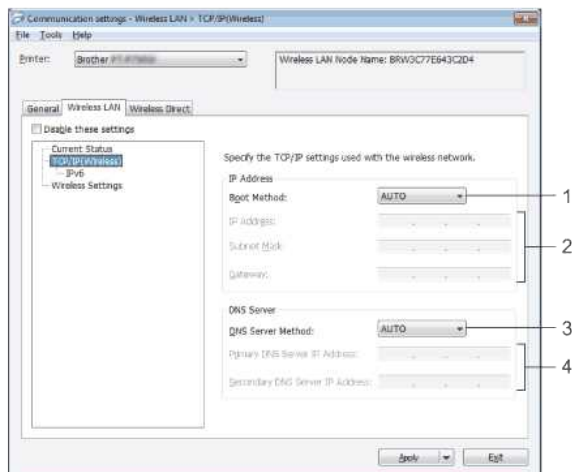 Communication settings - Wireless LAN > TCP/IP(Wireless)
File Tools Help
Printer: Brother
Wireless LAN Node Name: BRW3C77E643C2D4
General Wireless LAN Wireless Direct
Disable these settings
Current Status
TCP/IP(Wireless)
IPv6
Wireless Settings
Specify the TCP/IP settings used with the wireless network.
IP Address
Boot Method: AUTO 1
IP Address: 2
Subnet Mask
Gateway:
DNS Server
DNS Server Method: AUTO 3
Primary DNS Server IP Address: 4
Secondary DNS Server IP Address:
Apply Exit